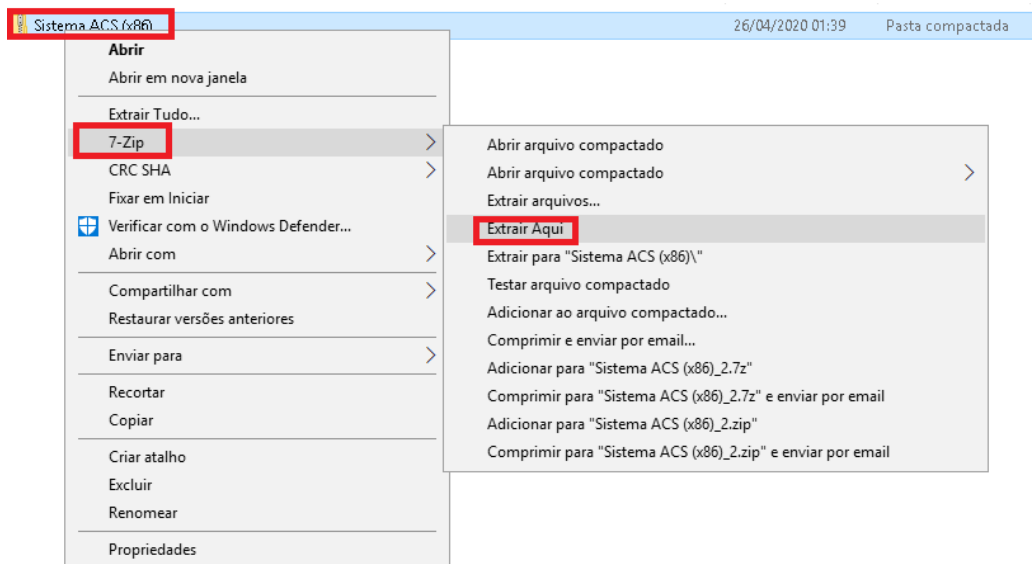 Sistema ACS (x86) 26/04/2020 01:39 Pasta compactada
Abrir
Abrir em nova janela
Extrair Tudo...
7-Zip
CRC SHA
Fixar em Iniciar
Verificar com o Windows Defender...
Abrir com
Compartilhar com
Restaurar versões anteriores
Enviar para
Recortar
Copiar
Criar atalho
Excluir
Renomear
Propriedades
Abrir arquivo compactado
Abrir arquivo compactado
Extrair arquivos...
Extrair Aqui
Extrair para "Sistema ACS (x86)\"
Testar arquivo compactado
Adicionar ao arquivo compactado...
Comprimir e enviar por email...
Adicionar para "Sistema ACS (x86)_2.7z"
Comprimir para "Sistema ACS (x86)_2.7z" e enviar por email
Adicionar para "Sistema ACS (x86)_2.zip"
Comprimir para "Sistema ACS (x86)_2.zip" e enviar por email